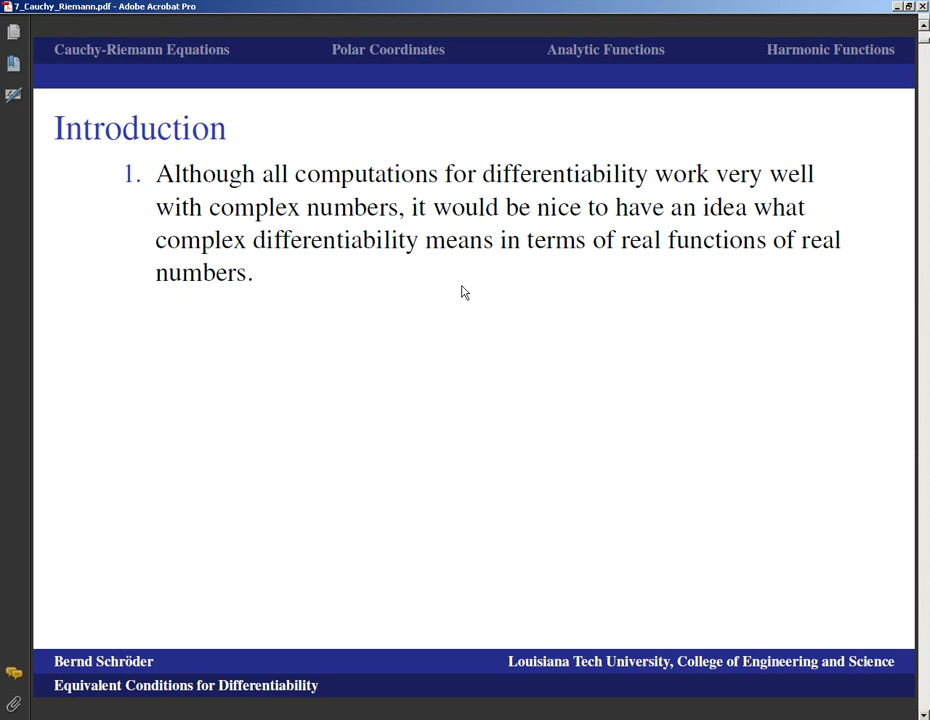 7_Cauchy_Riemann.pdf - Adobe Acrobat Pro
Cauchy-Riemann Equations Polar Coordinates Analytic Functions Harmonic Functions
Introduction
1. Although all computations for differentiability work very well
with complex numbers, it would be nice to have an idea what
complex differentiability means in terms of real functions of real
numbers.
Bernd Schröder Louisiana Tech University, College of Engineering and Science
Equivalent Conditions for Differentiability